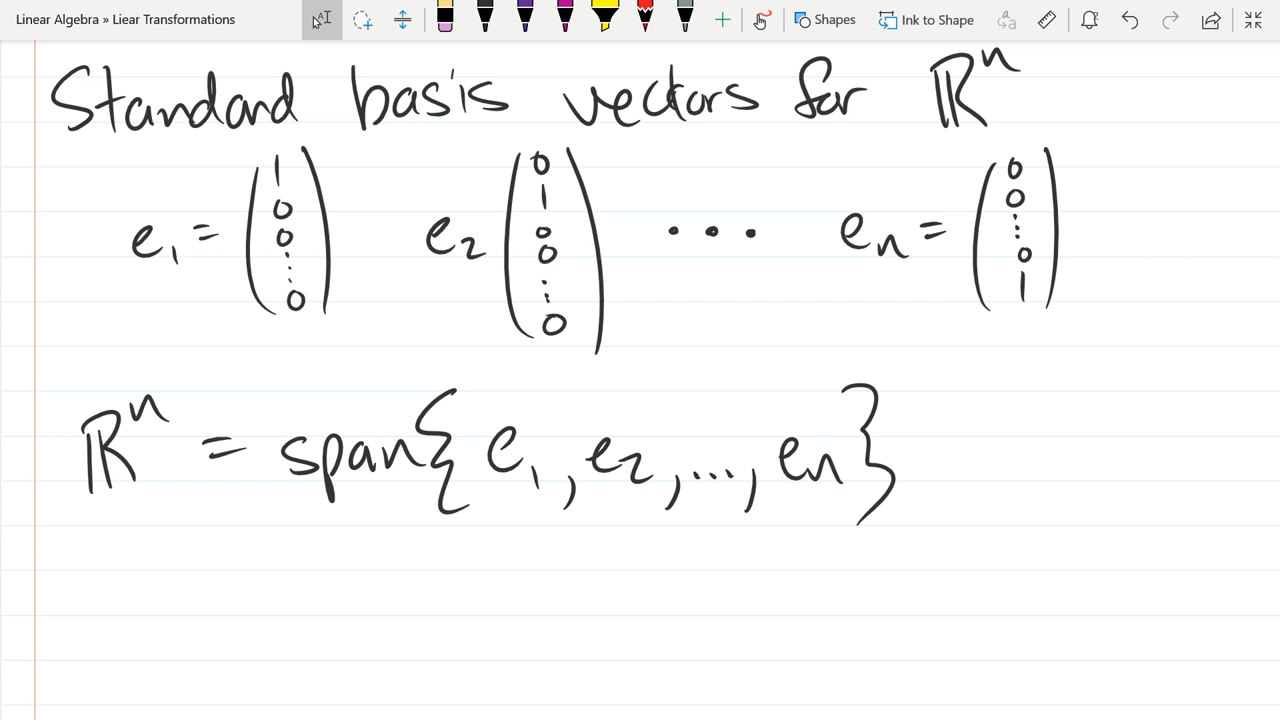 Linear Algebra » Liear Transformations
Shapes Ink to Shape
Standard basis vectors for ℝⁿ
e₁ = (1 0 0 ⋮ 0) e₂ (0 1 0 0 ⋮ 0) • • • eₙ = (0 0 ⋮ 0 1)
ℝⁿ = span{e₁, e₂, ..., eₙ}